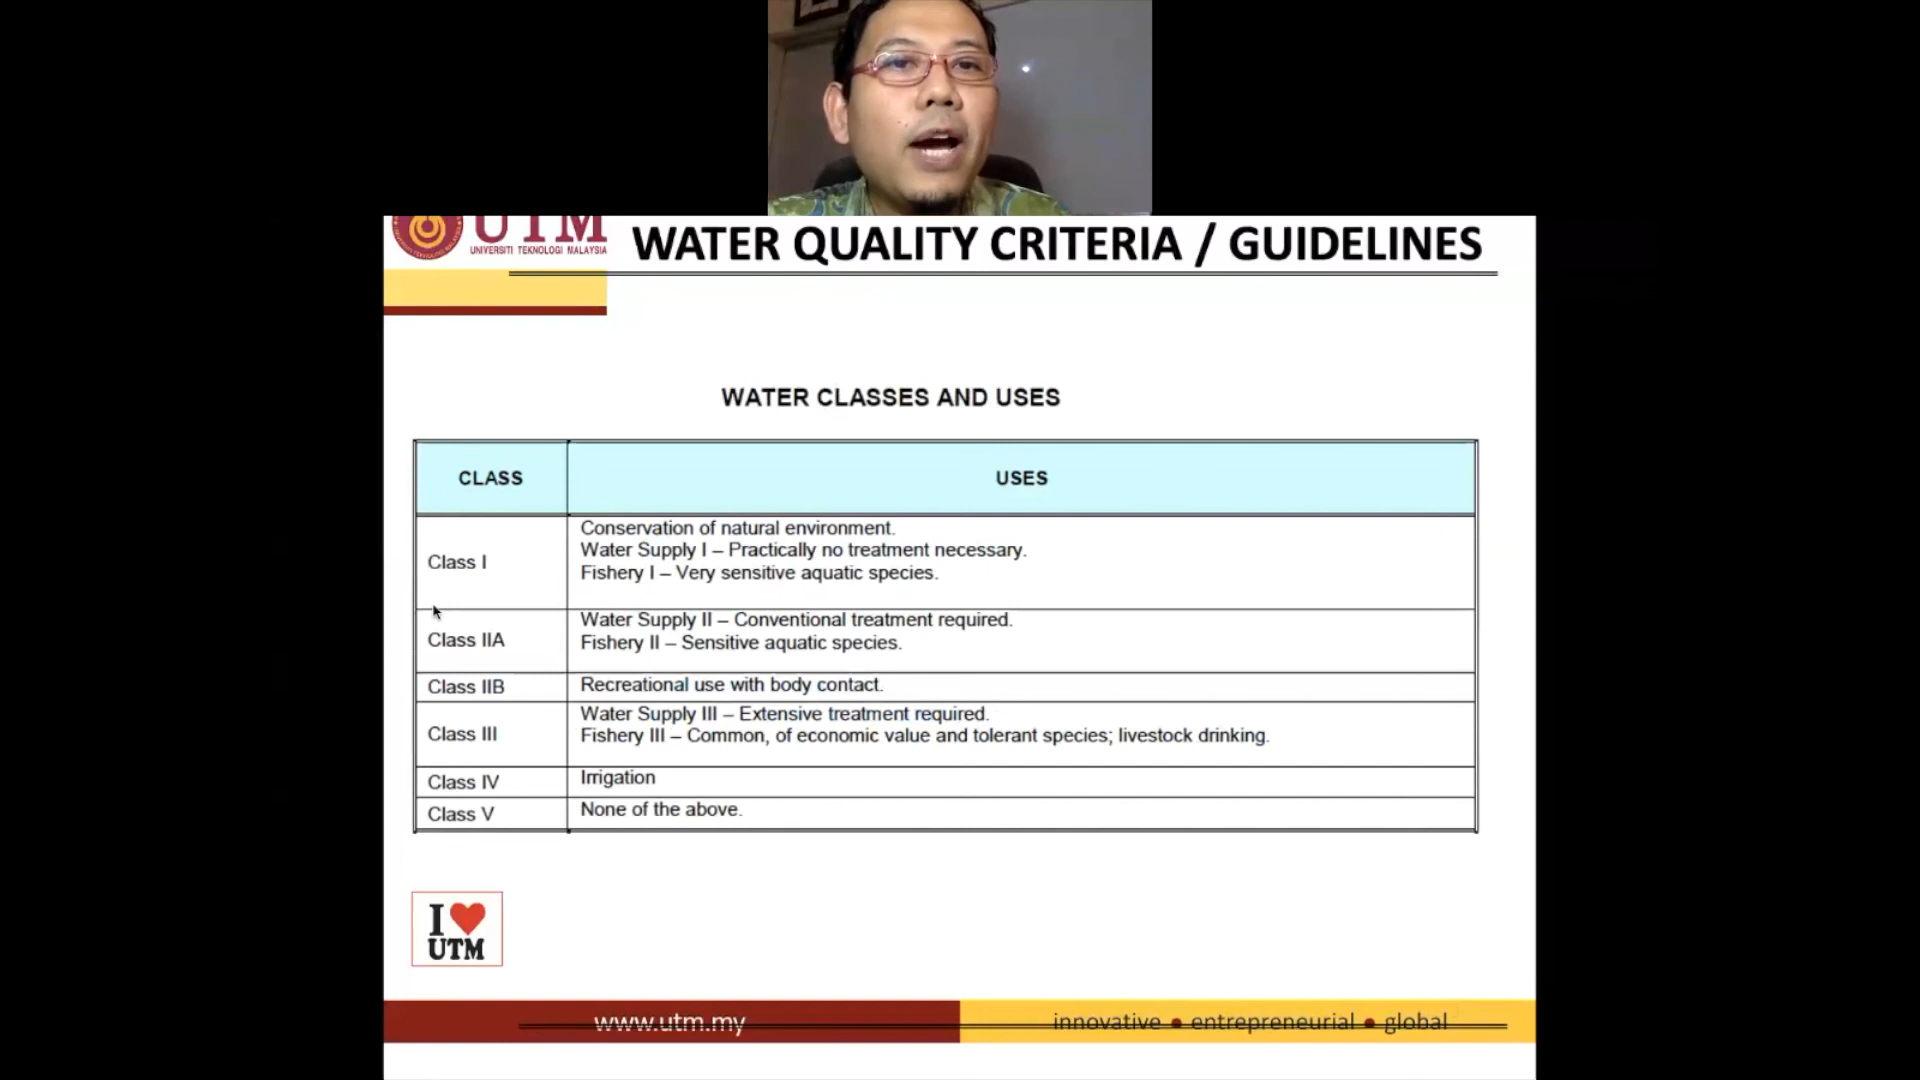 UTM
UNIVERSITI TEKNOLOGI MALAYSIA
WATER QUALITY CRITERIA / GUIDELINES
WATER CLASSES AND USES
CLASS
USES
Class I
Conservation of natural environment.
Water Supply I – Practically no treatment necessary.
Fishery I – Very sensitive aquatic species.
Class IIA
Water Supply II – Conventional treatment required.
Fishery II – Sensitive aquatic species.
Class IIB
Recreational use with body contact.
Class III
Water Supply III – Extensive treatment required.
Fishery III – Common, of economic value and tolerant species; livestock drinking.
Class IV
Irrigation
Class V
None of the above.
I ♥
UTM
www.utm.my
innovative ● entrepreneurial ● global